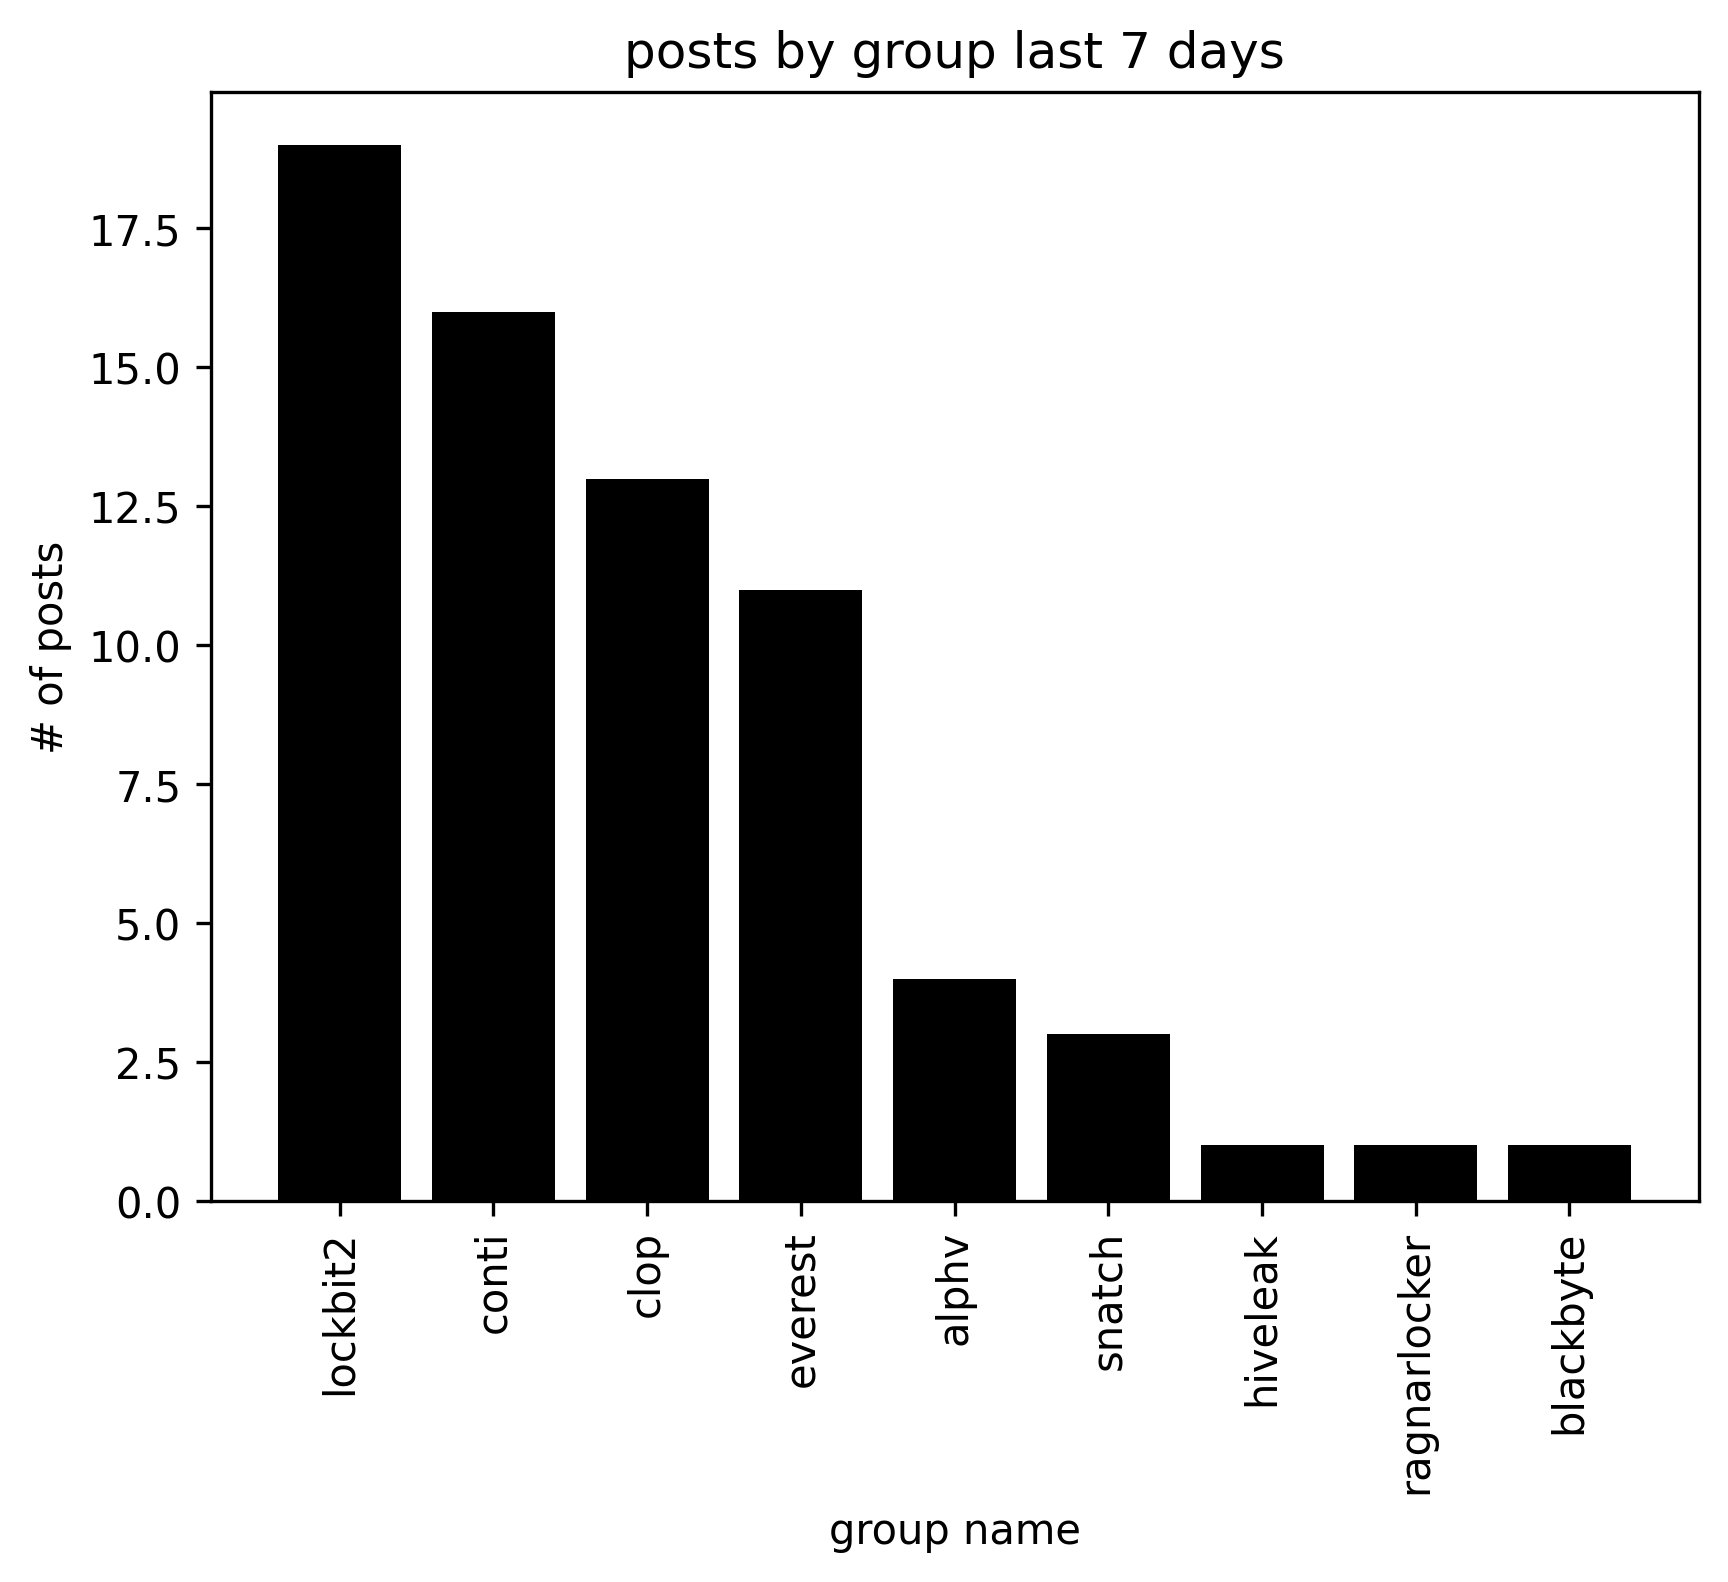 posts by group last 7 days
# of posts
17.5
15.0
12.5
10.0
7.5
5.0
2.5
0.0
lockbit2
conti
clop
everest
alphv
snatch
hiveleak
ragnarlocker
blackbyte
group name